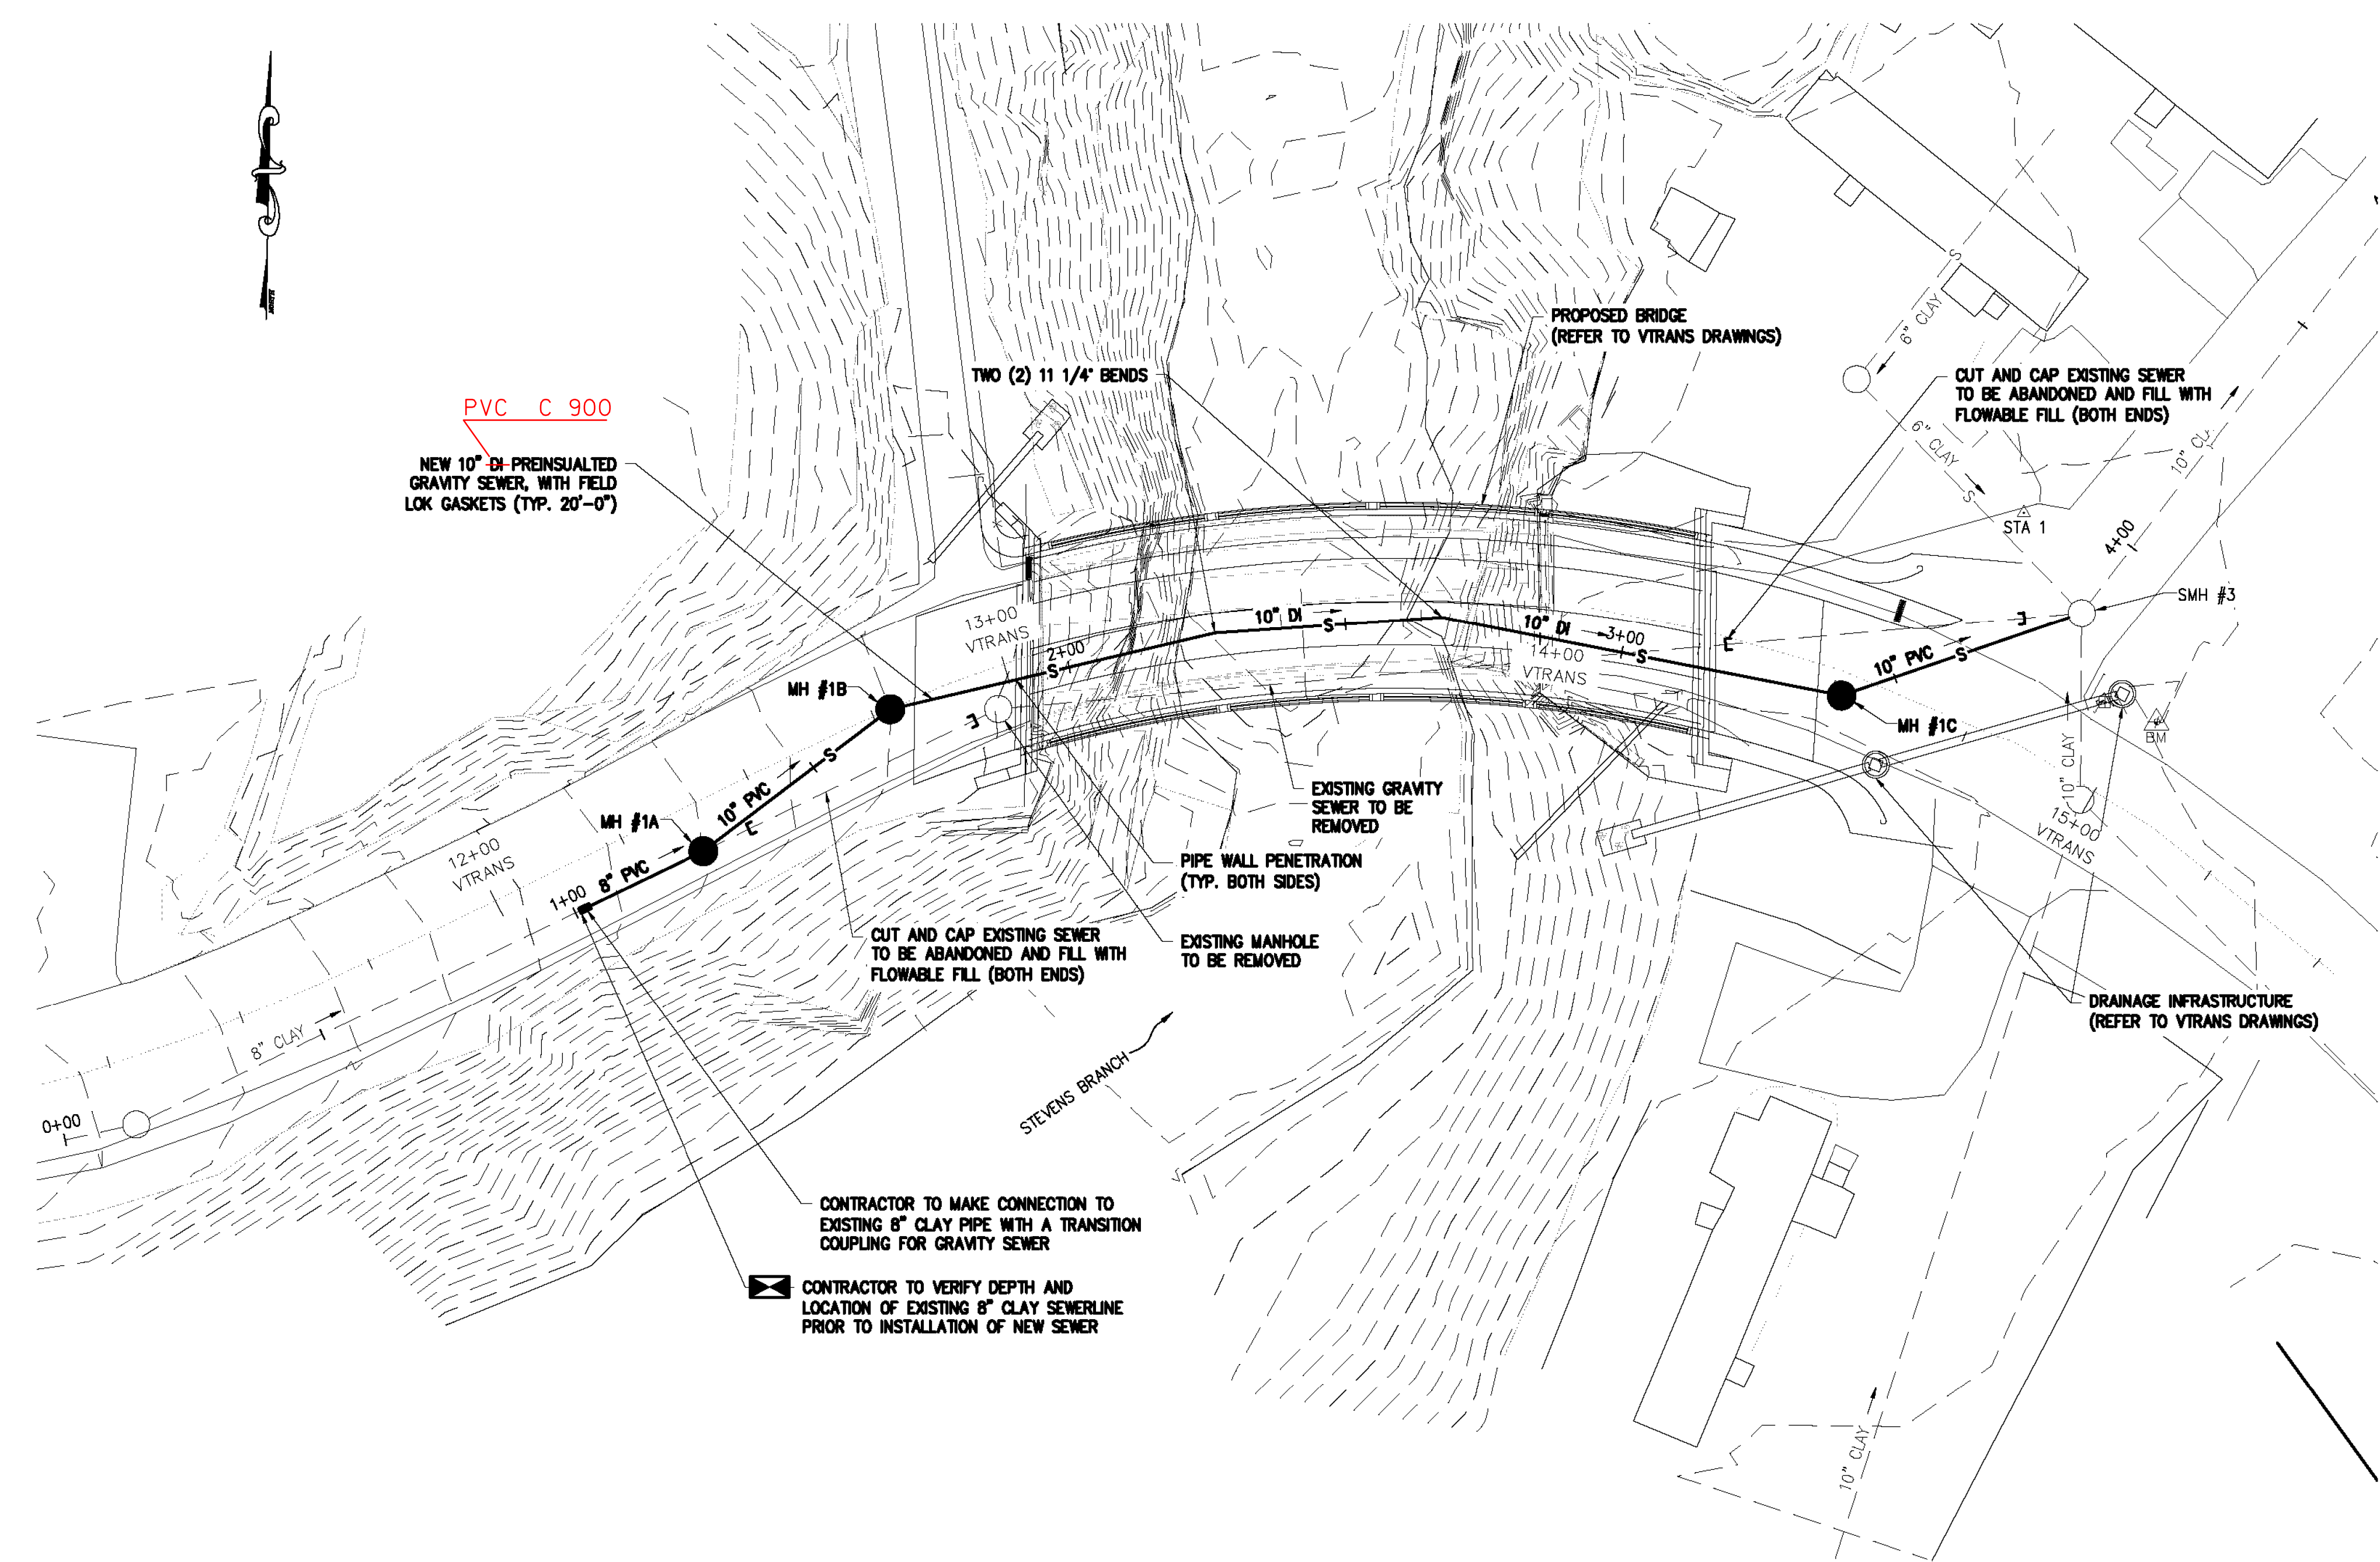 NORTH
PROPOSED BRIDGE
(REFER TO VTRANS DRAWINGS)
6" CLAY
S
TWO (2) 11 1/4° BENDS
CUT AND CAP EXISTING SEWER
TO BE ABANDONED AND FILL WITH
FLOWABLE FILL (BOTH ENDS)
PVC C 900
NEW 10" DI PREINSUALTED
GRAVITY SEWER, WITH FIELD
LOK GASKETS (TYP. 20'-0")
6" CLAY
S
10" CL
STA 1
4+00
SMH #3
13+00
VTRANS
2+00
S
10" DI
S
10" DI
3+00
S
14+00
VTRANS
10" PVC
S
MH #1B
MH #1C
BM
10" CLAY
10" PVC
S
MH #1A
EXISTING GRAVITY
SEWER TO BE
REMOVED
15+00
VTRANS
12+00
VTRANS
8" PVC
1+00
PIPE WALL PENETRATION
(TYP. BOTH SIDES)
CUT AND CAP EXISTING SEWER
TO BE ABANDONED AND FILL WITH
FLOWABLE FILL (BOTH ENDS)
EXISTING MANHOLE
TO BE REMOVED
DRAINAGE INFRASTRUCTURE
(REFER TO VTRANS DRAWINGS)
8" CLAY
STEVENS BRANCH
0+00
CONTRACTOR TO MAKE CONNECTION TO
EXISTING 8" CLAY PIPE WITH A TRANSITION
COUPLING FOR GRAVITY SEWER
CONTRACTOR TO VERIFY DEPTH AND
LOCATION OF EXISTING 8" CLAY SEWERLINE
PRIOR TO INSTALLATION OF NEW SEWER
10" CLAY